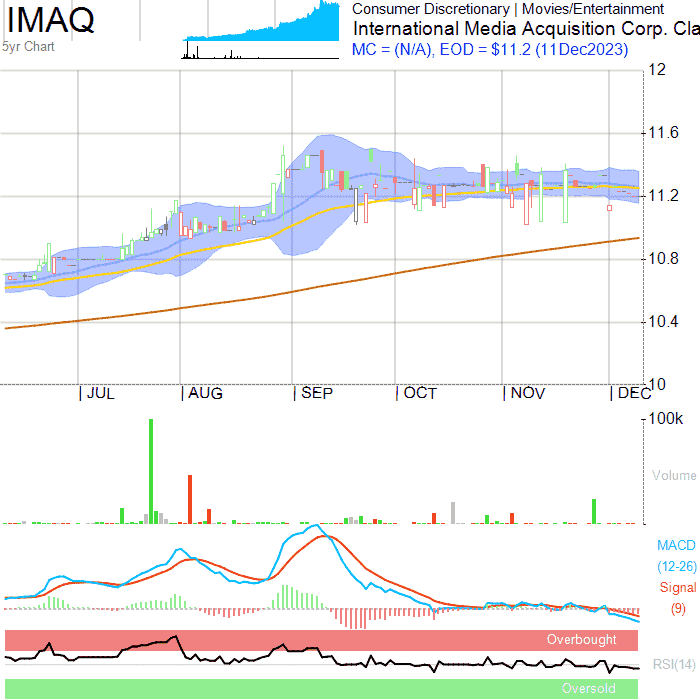 IMAQ
5yr Chart
Consumer Discretionary | Movies/Entertainment
International Media Acquisition Corp. Cla
MC = (N/A), EOD = $11.2 (11Dec2023)
12
11.6
11.2
10.8
10.4
10
| JUL | AUG | SEP | OCT | NOV | DEC
100k
Volume
MACD
(12-26)
Signal
(9)
Overbought
RSI(14)
Oversold